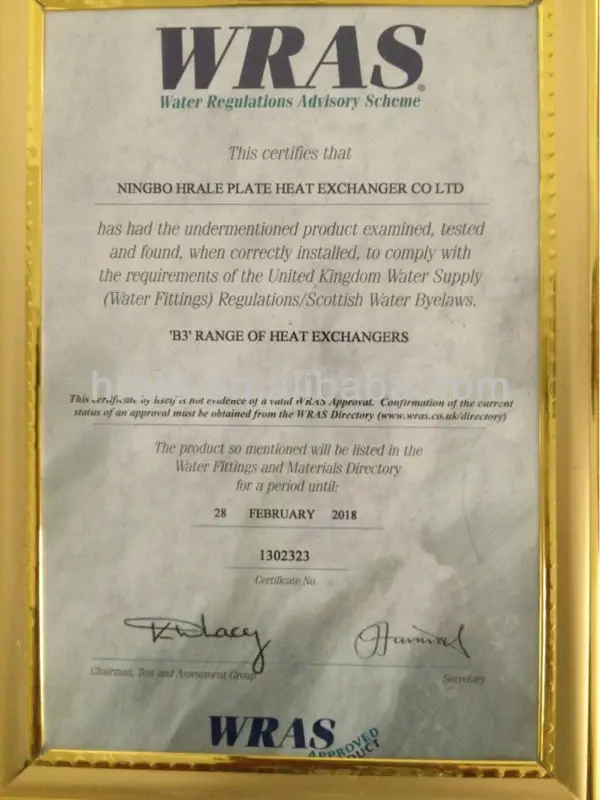 WRAS®
Water Regulations Advisory Scheme
This certifies that
NINGBO HRALE PLATE HEAT EXCHANGER CO LTD
has had the undermentioned product examined, tested
and found, when correctly installed, to comply with
the requirements of the United Kingdom Water Supply
(Water Fittings) Regulations/Scottish Water Byelaws.
'B3' RANGE OF HEAT EXCHANGERS
This certificate by itself is not evidence of a valid WRAS Approval. Confirmation of the current
status of an approval must be obtained from the WRAS Directory (www.wras.co.uk/directory)
The product so mentioned will be listed in the
Water Fittings and Materials Directory
for a period until:
28 FEBRUARY 2018
1302323
Certificate No.
Chairman, Test and Assessment Group
Secretary
WRAS
APPROVED
PRODUCT